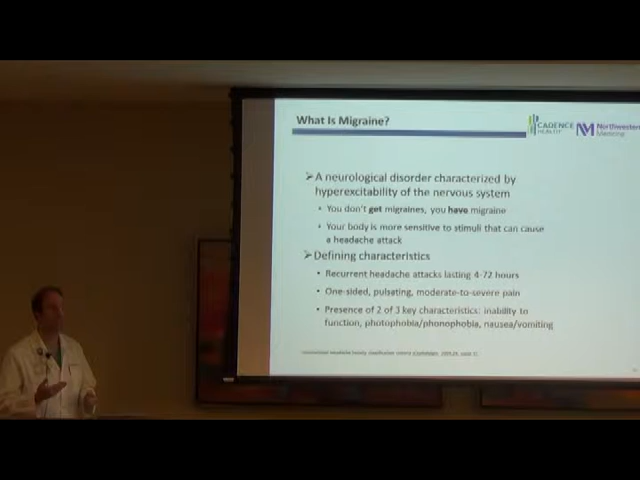 What Is Migraine?
CADENCE
HEALTH
NM Northwestern
Medicine
➢A neurological disorder characterized by
hyperexcitability of the nervous system
• You don't get migraines, you have migraine
• Your body is more sensitive to stimuli that can cause
a headache attack
➢Defining characteristics
• Recurrent headache attacks lasting 4-72 hours
• One-sided, pulsating, moderate-to-severe pain
• Presence of 2 of 3 key characteristics: inability to
function, photophobia/phonophobia, nausea/vomiting